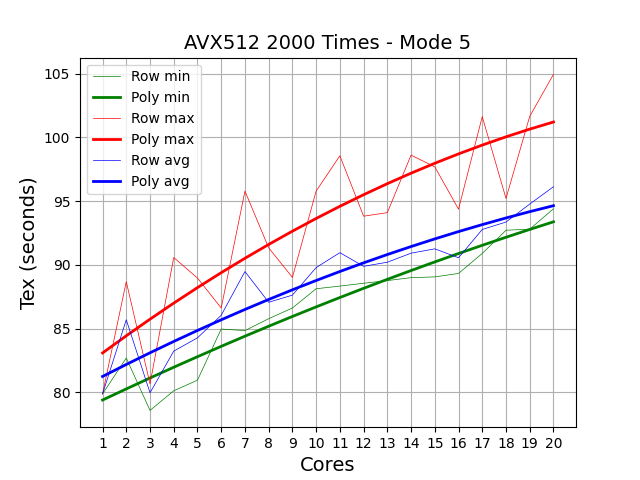 AVX512 2000 Times - Mode 5
Tex (seconds)
105
100
95
90
85
80
Row min
Poly min
Row max
Poly max
Row avg
Poly avg
1 2 3 4 5 6 7 8 9 10 11 12 13 14 15 16 17 18 19 20
Cores